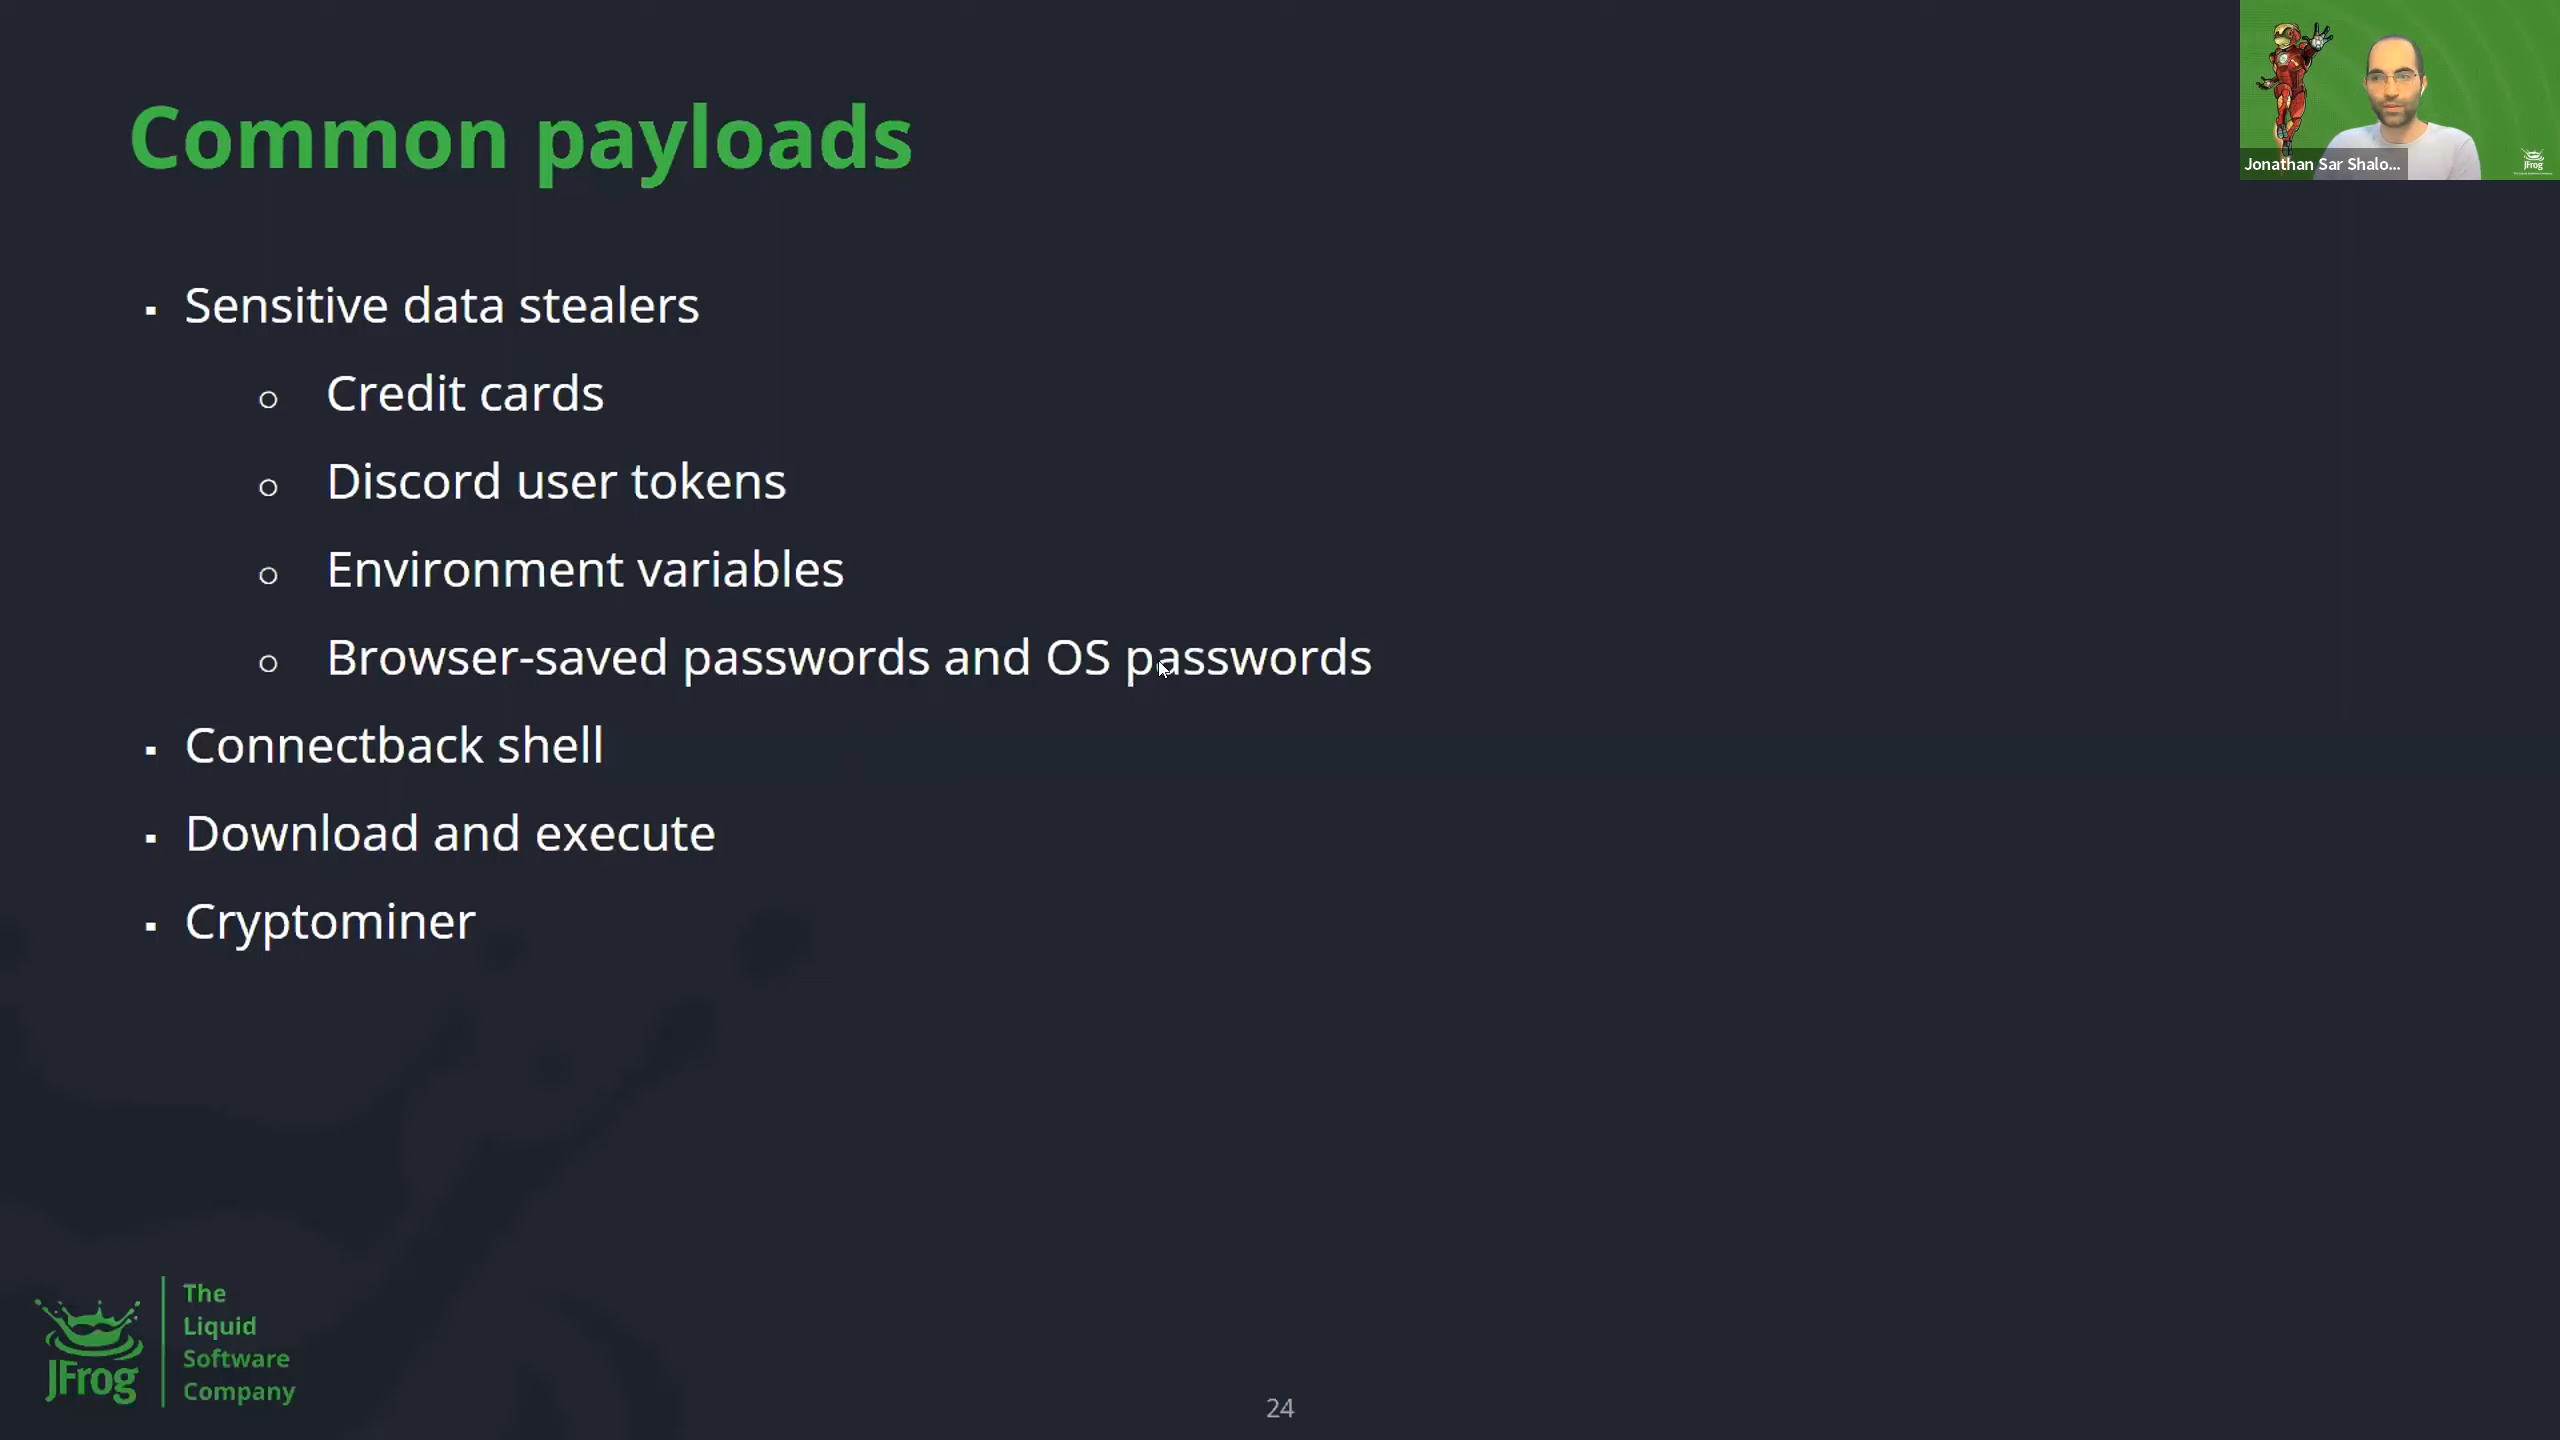 Common payloads
Jonathan Sar Shalo...
JFrog
▪ Sensitive data stealers
○ Credit cards
○ Discord user tokens
○ Environment variables
○ Browser-saved passwords and OS passwords
▪ Connectback shell
▪ Download and execute
▪ Cryptominer
JFrog
The
Liquid
Software
Company
24